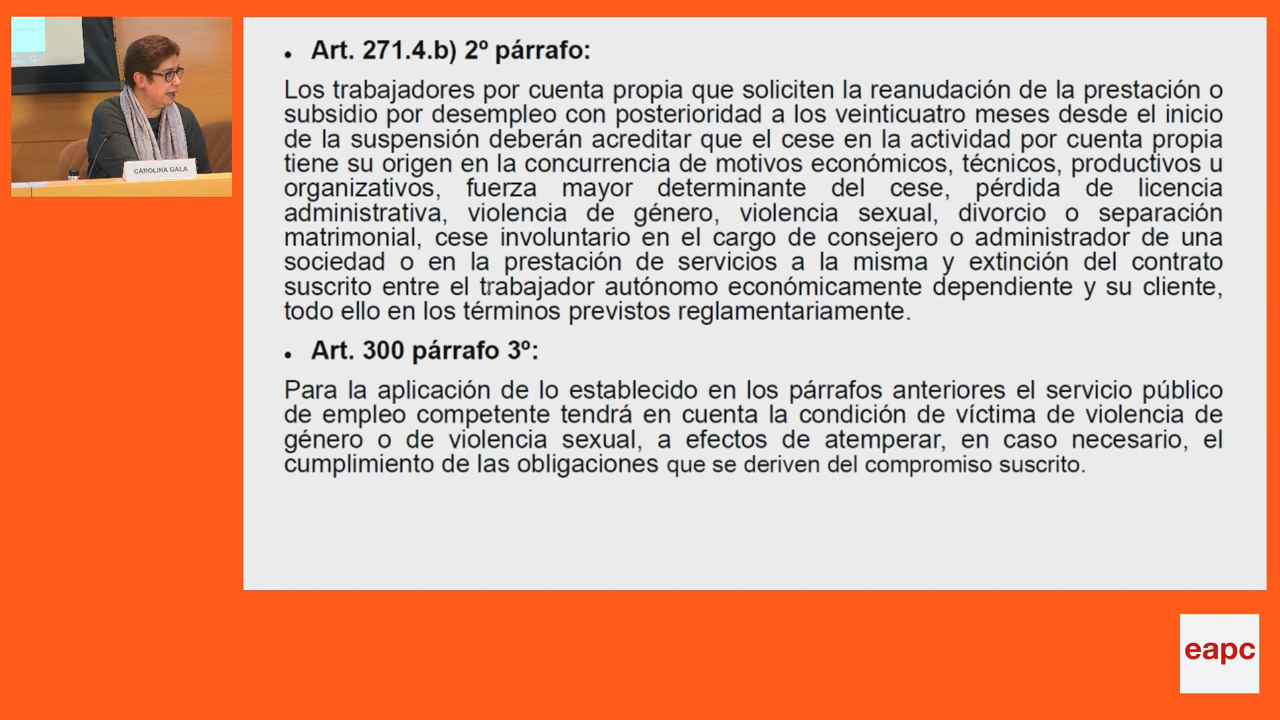 CAROLINA GALA
• Art. 271.4.b) 2º párrafo:
Los trabajadores por cuenta propia que soliciten la reanudación de la prestación o
subsidio por desempleo con posterioridad a los veinticuatro meses desde el inicio
de la suspensión deberán acreditar que el cese en la actividad por cuenta propia
tiene su origen en la concurrencia de motivos económicos, técnicos, productivos u
organizativos, fuerza mayor determinante del cese, pérdida de licencia
administrativa, violencia de género, violencia sexual, divorcio o separación
matrimonial, cese involuntario en el cargo de consejero o administrador de una
sociedad o en la prestación de servicios a la misma y extinción del contrato
suscrito entre el trabajador autónomo económicamente dependiente y su cliente,
todo ello en los términos previstos reglamentariamente.
• Art. 300 párrafo 3º:
Para la aplicación de lo establecido en los párrafos anteriores el servicio público
de empleo competente tendrá en cuenta la condición de víctima de violencia de
género o de violencia sexual, a efectos de atemperar, en caso necesario, el
cumplimiento de las obligaciones que se deriven del compromiso suscrito.
eapc